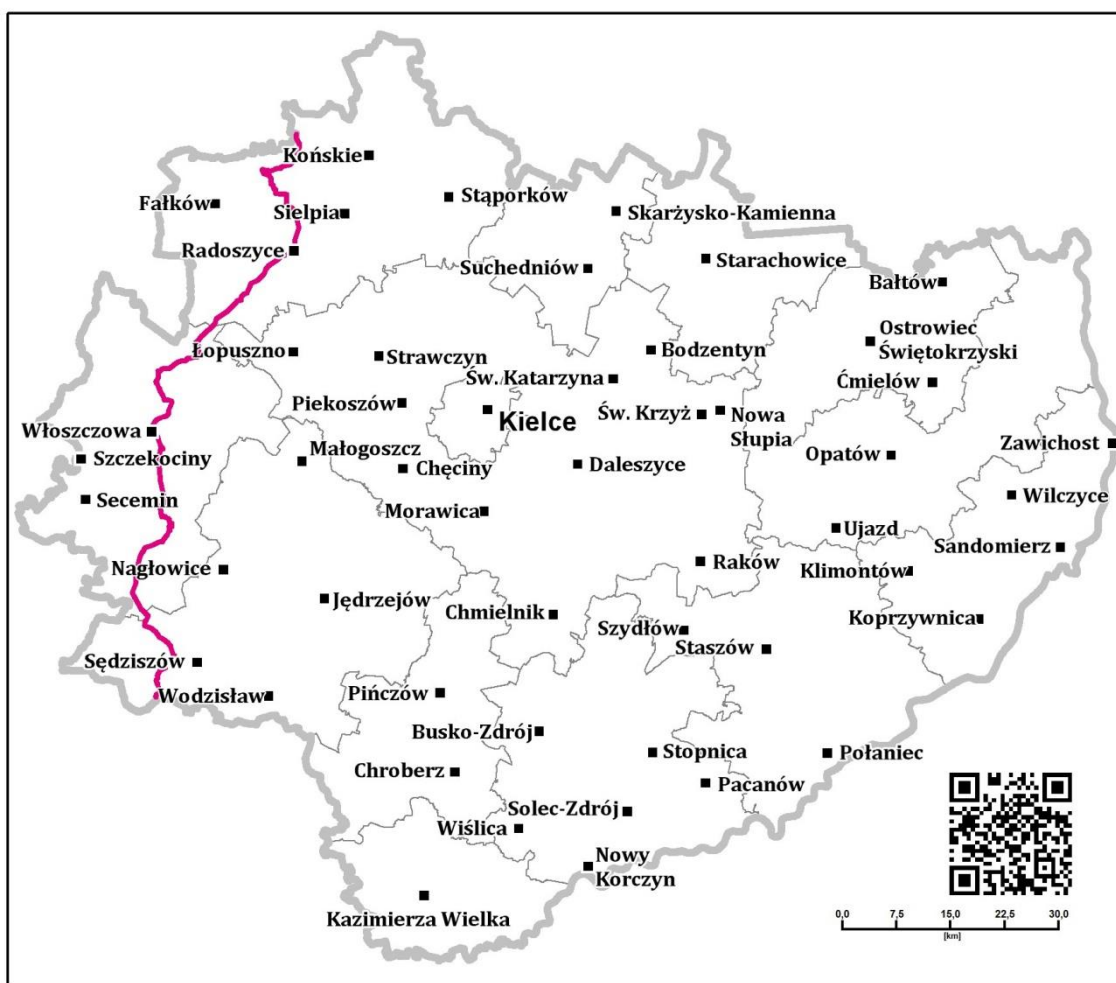 Końskie
Stąporków
Fałków
Sielpia
Skarżysko-Kamienna
Radoszyce
Suchedniów
Starachowice
Bałtów
Ostrowiec
Świętokrzyski
Łopuszno
Strawczyn
Bodzentyn
Św. Katarzyna
Ćmielów
Piekoszów
Kielce
Św. Krzyż
Nowa
Słupia
Włoszczowa
Małogoszcz
Zawichost
Szczekociny
Chęciny
Daleszyce
Opatów
Secemin
Morawica
Wilczyce
Ujazd
Sandomierz
Nagłowice
Raków
Klimontów
Jędrzejów
Chmielnik
Szydłów
Koprzywnica
Staszów
Sędziszów
Wodzisław
Pińczów
Busko-Zdrój
Stopnica
Połaniec
Chroberz
Pacanów
Solec-Zdrój
Wiślica
Nowy
Korczyn
Kazimierza Wielka
0,0 7,5 15,0 22,5 30,0
[km]